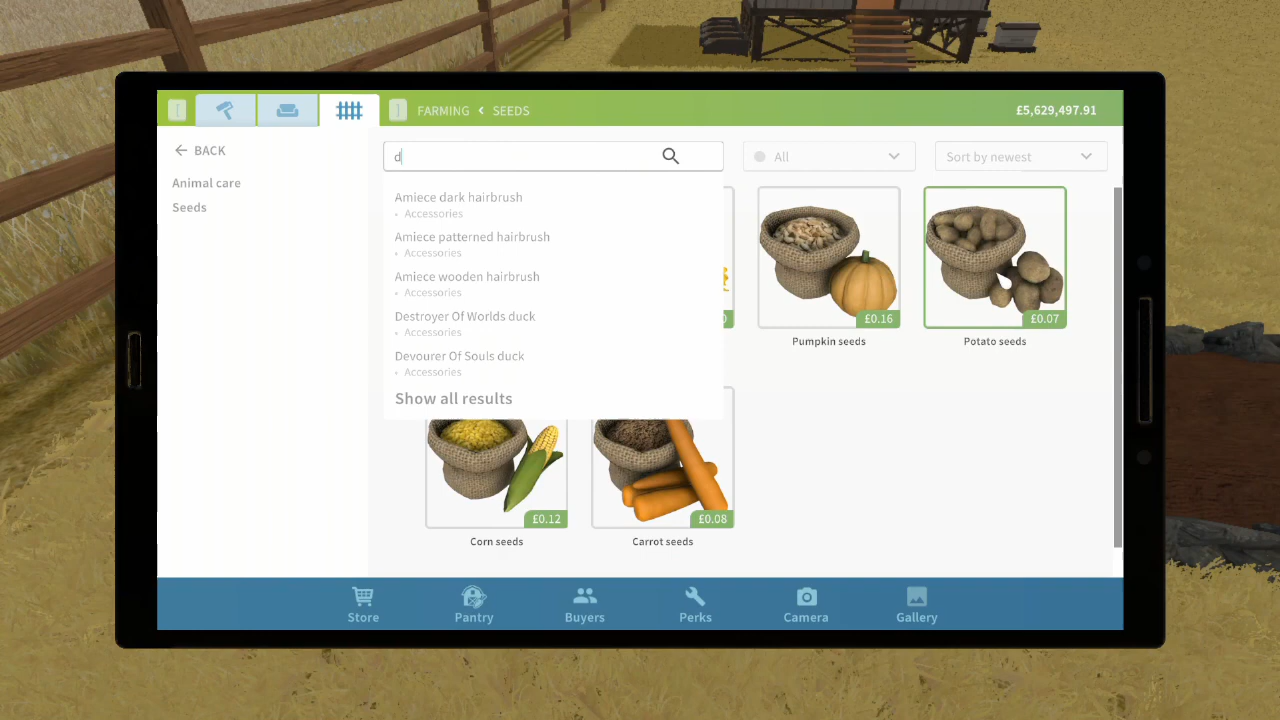 FARMING < SEEDS
£5,629,497.91
BACK
Animal care
Seeds
d
All
Sort by newest
Amiece dark hairbrush
• Accessories
Amiece patterned hairbrush
• Accessories
Amiece wooden hairbrush
• Accessories
Destroyer Of Worlds duck
• Accessories
Devourer Of Souls duck
• Accessories
Show all results
£0.16
£0.07
Pumpkin seeds
Potato seeds
£0.12
£0.08
Corn seeds
Carrot seeds
Store
Pantry
Buyers
Perks
Camera
Gallery